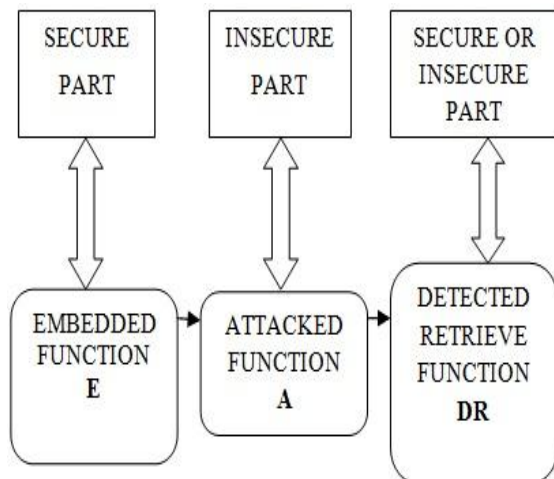 SECURE
PART
INSECURE
PART
SECURE OR
INSECURE
PART
EMBEDDED
FUNCTION
E
ATTACKED
FUNCTION
A
DETECTED
RETRIEVE
FUNCTION
DR